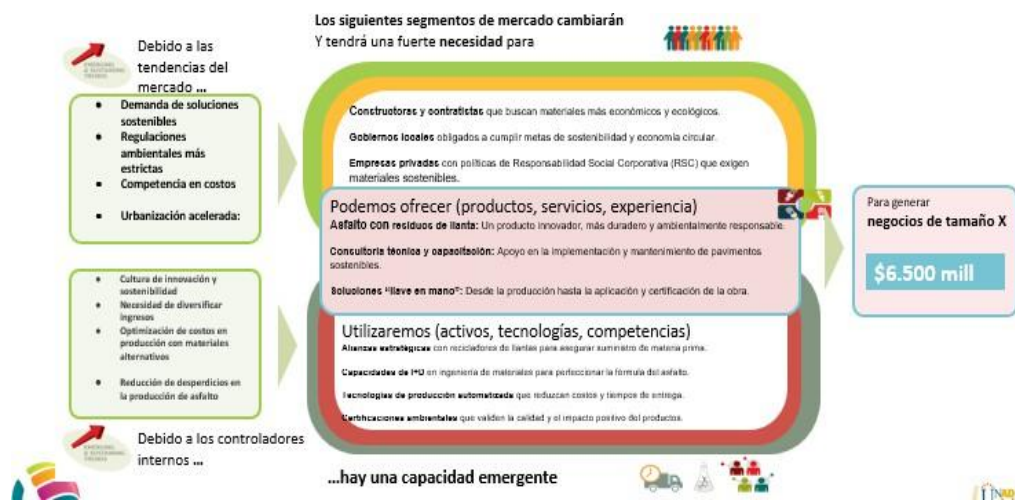 Los siguientes segmentos de mercado cambiarán
Y tendrá una fuerte necesidad para
Debido a las
tendencias del
mercado ...
• Demanda de soluciones
sostenibles
• Regulaciones
ambientales más
estrictas
• Competencia en costos
• Urbanización acelerada:
Constructoras y contratistas que buscan materiales más económicos y ecológicos.
Gobiernos locales obligados a cumplir metas de sostenibilidad y economía circular.
Empresas privadas con políticas de Responsabilidad Social Corporativa (RSC) que exigen
materiales sostenibles.
Podemos ofrecer (productos, servicios, experiencia)
Asfalto con residuos de llanta: Un producto innovador, más duradero y ambientalmente responsable.
Consultoría técnica y capacitación: Apoyo en la implementación y mantenimiento de pavimentos
sostenibles.
Soluciones "llave en mano": Desde la producción hasta la aplicación y certificación de la obra.
Para generar
negocios de tamaño X
$6.500 mill
• Cultura de innovación y
sostenibilidad
• Necesidad de diversificar
ingresos
• Optimización de costos en
producción con materiales
alternativos
• Reducción de desperdicios en
la producción de asfalto
Utilizaremos (activos, tecnologías, competencias)
Alianzas estratégicas con recicladores de llantas para asegurar suministro de materia prima.
Capacidades de I+D en ingeniería de materiales para perfeccionar la fórmula del asfalto.
Tecnologías de producción automatizada que reduzcan costos y tiempos de entrega.
Certificaciones ambientales que validen la calidad y el impacto positivo del productos.
Debido a los controladores
internos ...
...hay una capacidad emergente